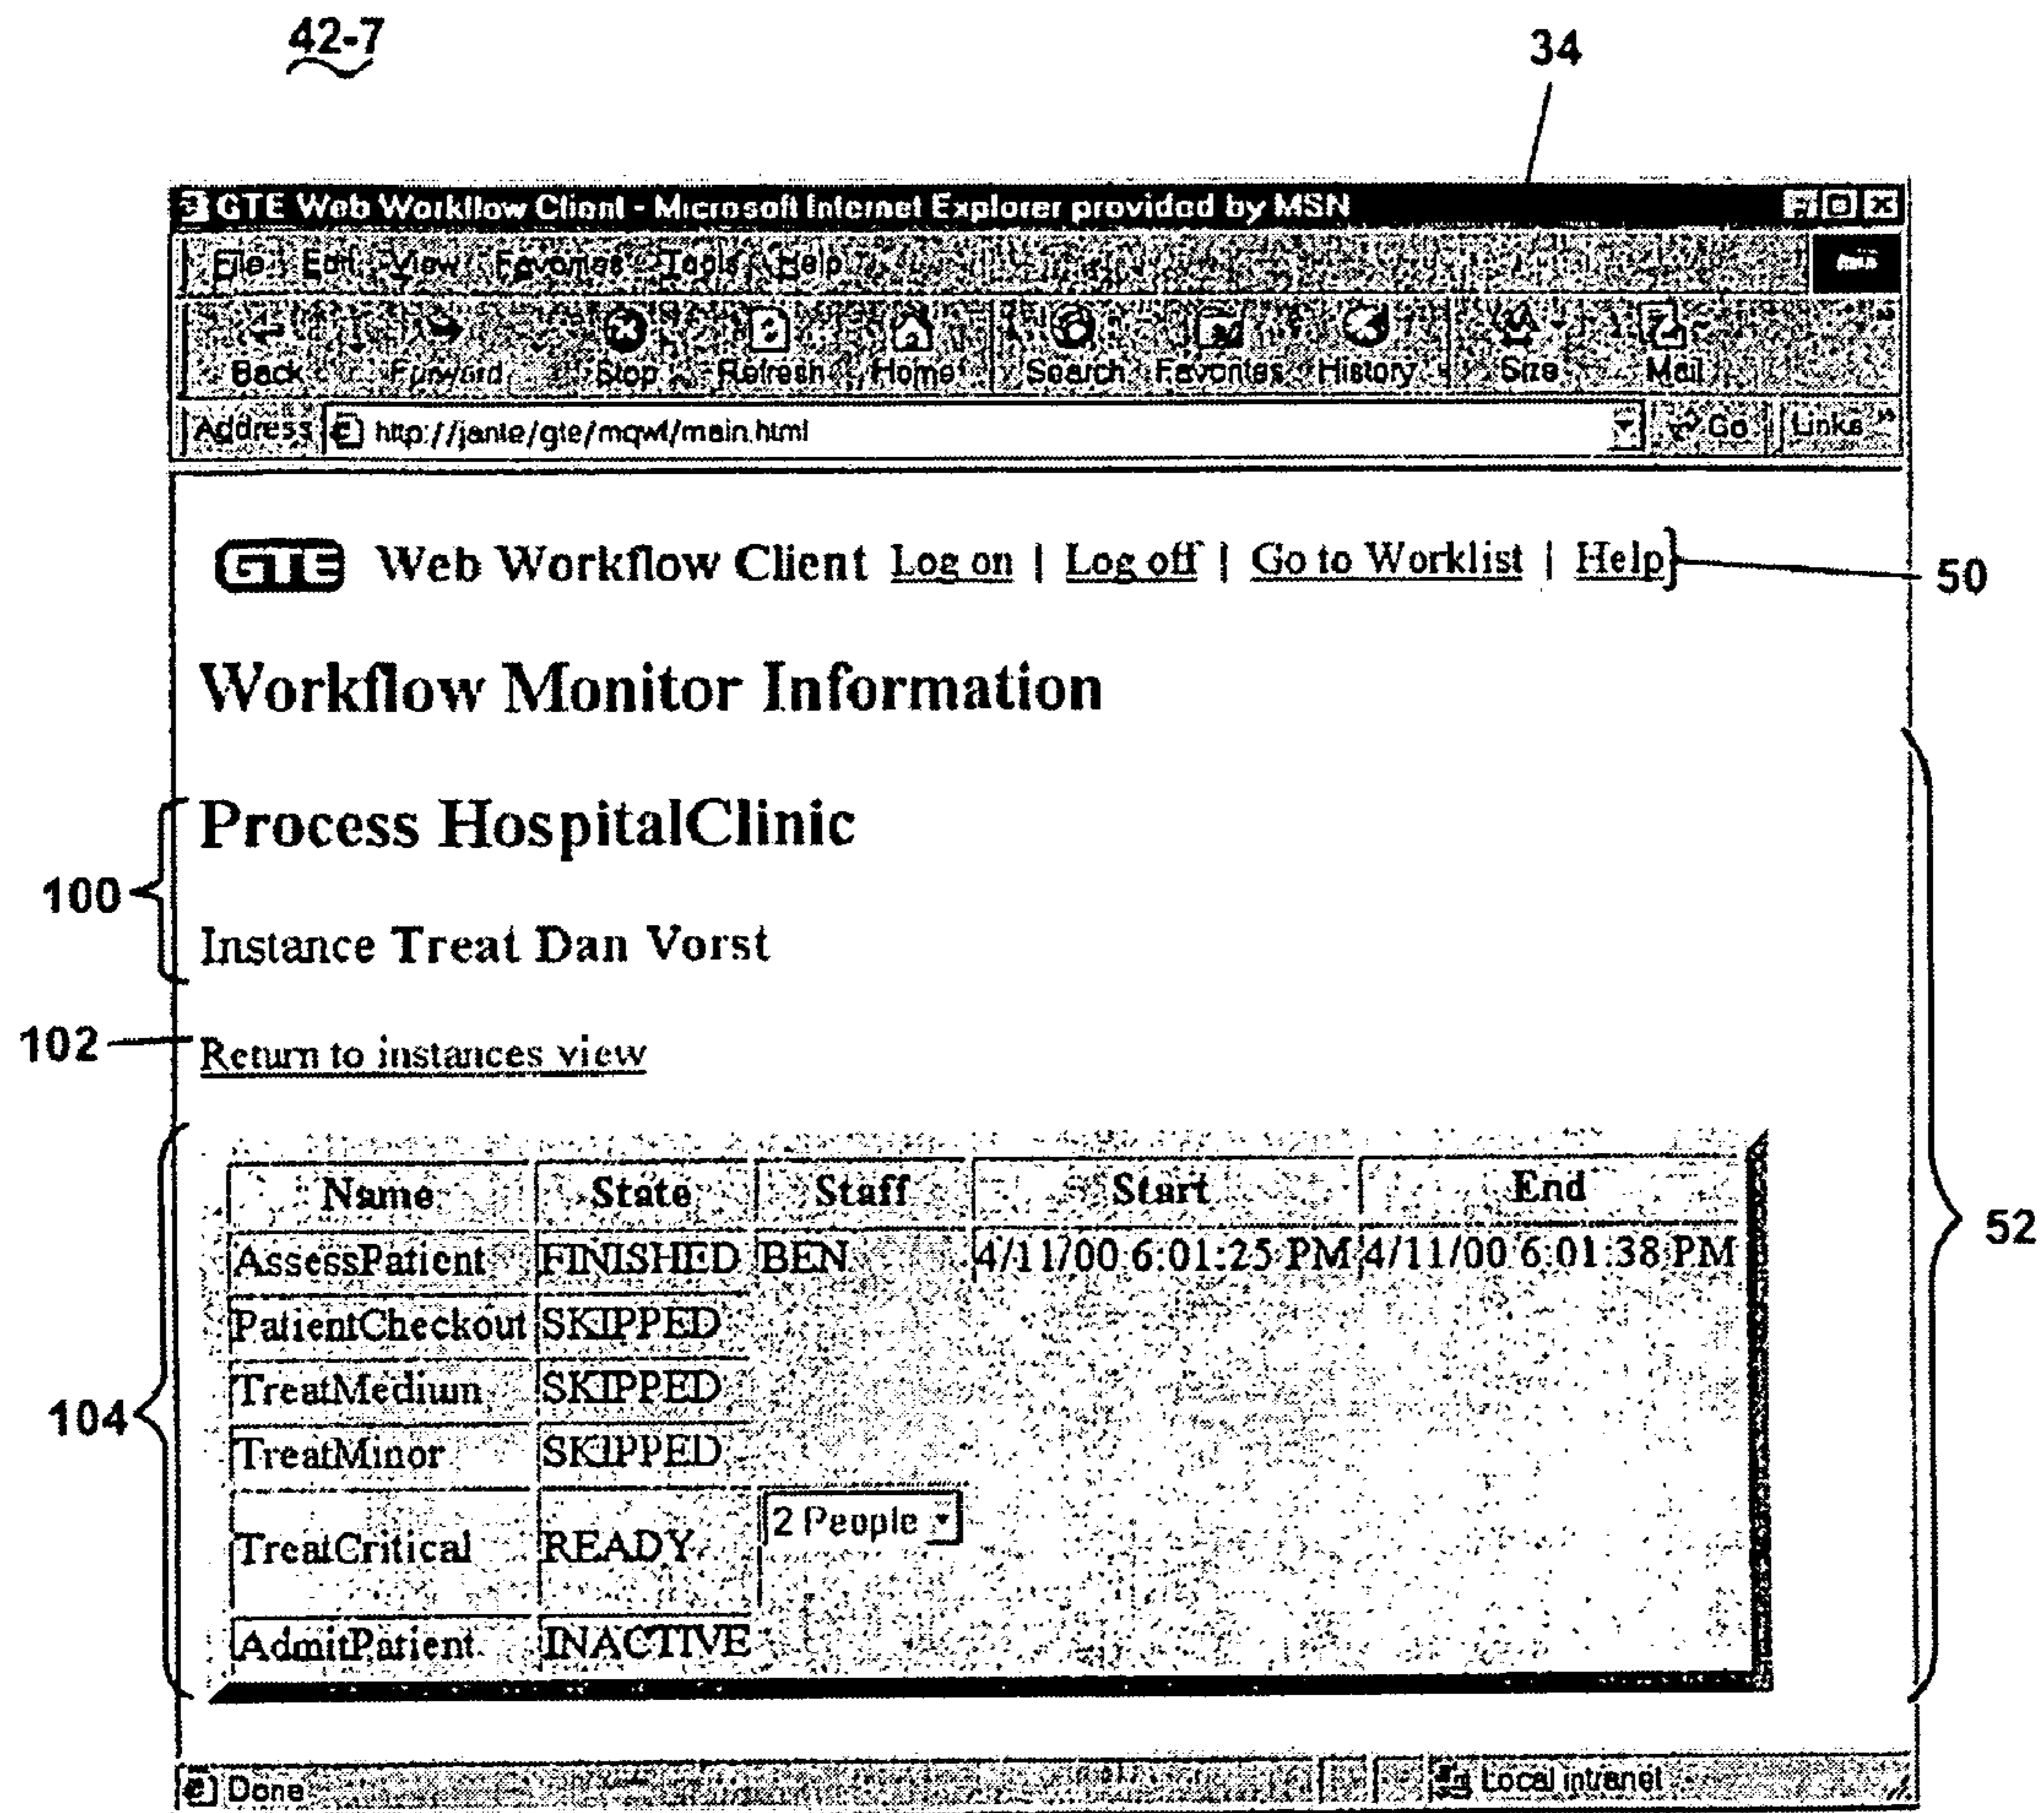 42-7
34
GTE Web Workflow Client - Microsoft Internet Explorer provided by MSN
File Edit View Favorites Tools Help
Back Forward Stop Refresh Home Search Favorites History Size Mail
Address http://jante/gte/mqwf/main.html Go Links
GTE Web Workflow Client Log on | Log off | Go to Worklist | Help
50
Workflow Monitor Information
Process HospitalClinic
100
Instance Treat Dan Vorst
102
Return to instances view
Name State Staff Start End
52
AssessPatient FINISHED BEN 4/11/00 6:01:25 PM 4/11/00 6:01:38 PM
PatientCheckout SKIPPED
TreatMedium SKIPPED
104
TreatMinor SKIPPED
TreatCritical READY 2 People
AdmitPatient INACTIVE
Done Local intranet